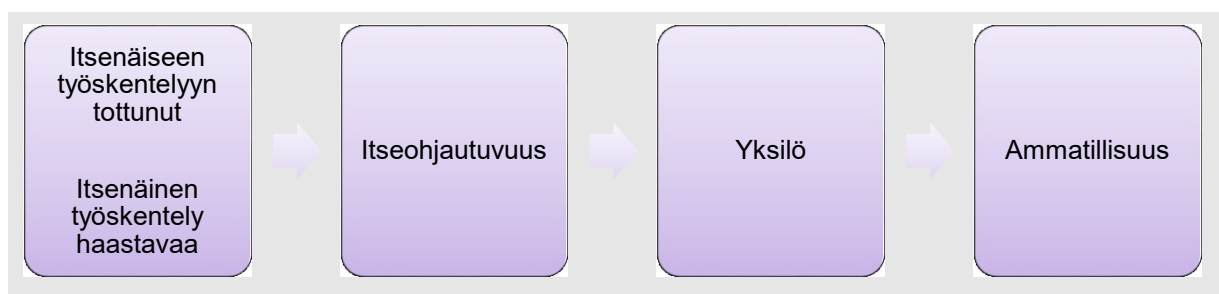 Itsenäiseen
työskentelyyn
tottunut
Itsenäinen
työskentely
haastavaa
Itseohjautuvuus
Yksilö
Ammatillisuus